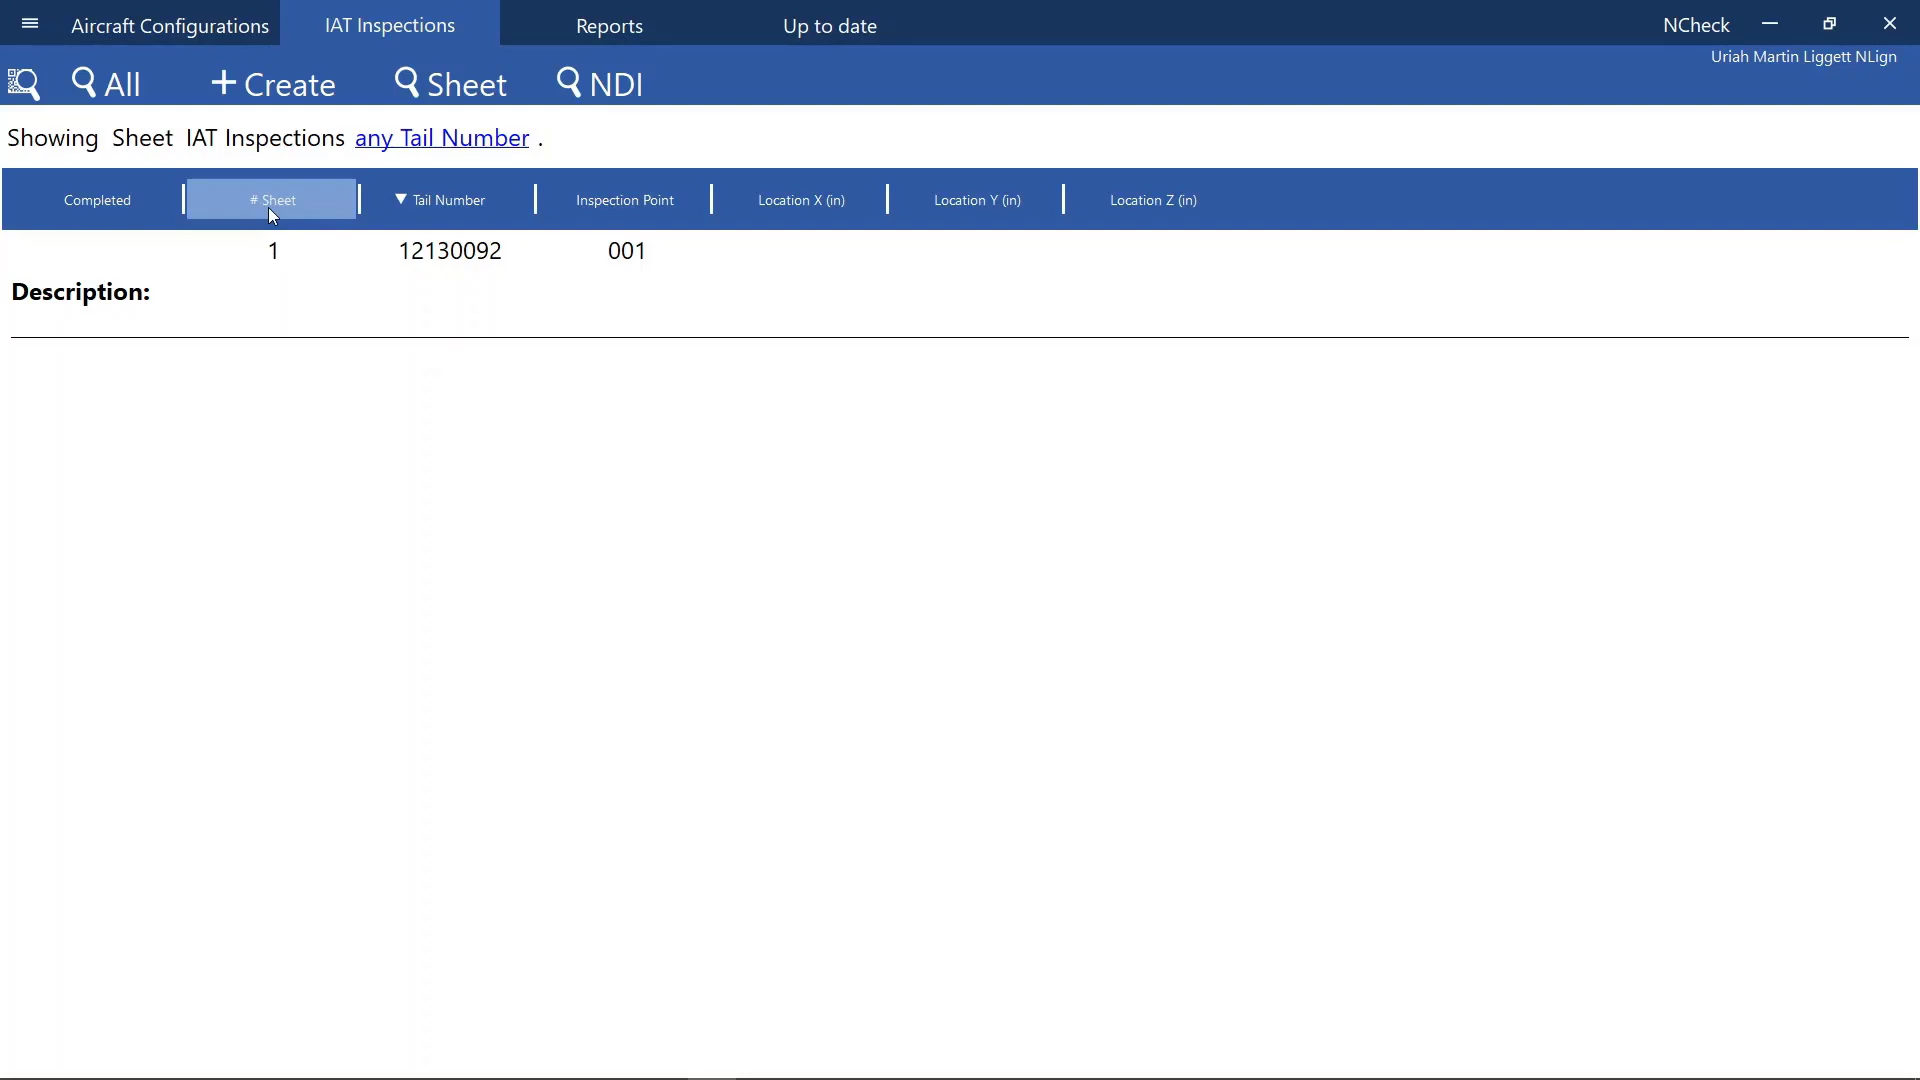 Aircraft Configurations IAT Inspections Reports Up to date NCheck
Uriah Martin Liggett NLign
All + Create Sheet NDI
Showing Sheet IAT Inspections any Tail Number .
Completed # Sheet ▼ Tail Number Inspection Point Location X (in) Location Y (in) Location Z (in)
1 12130092 001
Description: